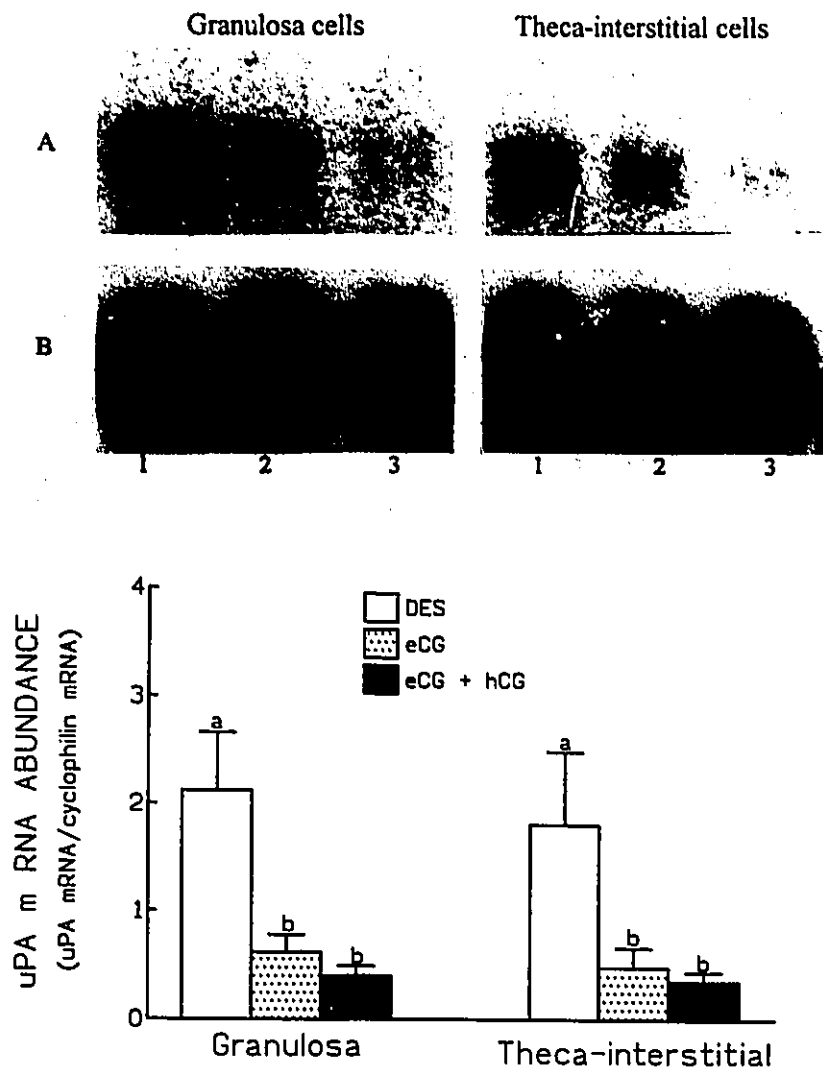 Granulosa cells Theca-interstitial cells
A
B
1 2 3 1 2 3
4
3
2
1
0
uPA m RNA ABUNDANCE
(uPA mRNA/cyclophilin mRNA)
DES
eCG
eCG + hCG
a
b
b
a
b
b
Granulosa Theca-interstitial